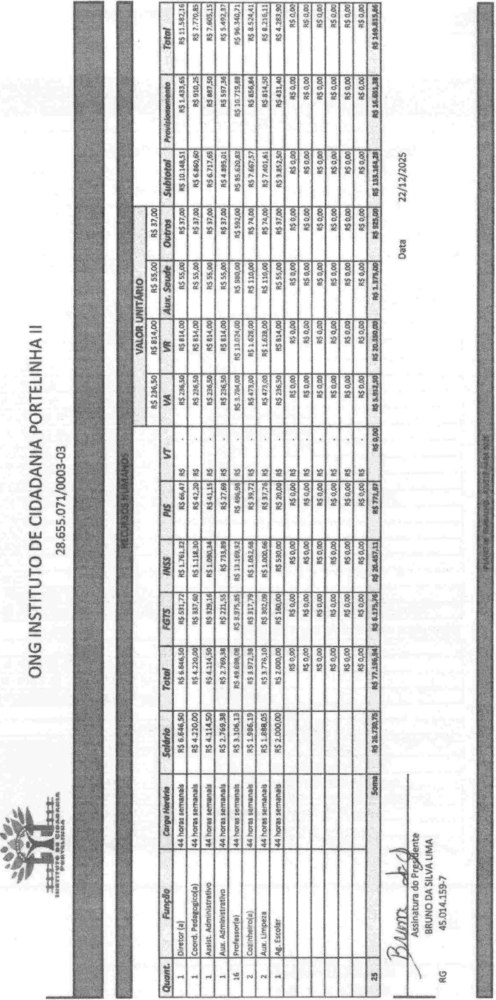 INSTITUTO DE CIDADANIA
PORTELINHA
ONG INSTITUTO DE CIDADANIA PORTELINHA II
28.655.071/0003-03
RECURSOS HUMANOS
VALOR UNITÁRIO
R$ 236,50 R$ 814,00 R$ 55,00 R$ 37,00
Quant. Função Carga Horária Salário Total FGTS INSS PIS VT VA VR Aux. Saude Outros Subtotal Provisionamento Total
1 Diretor (a) 44 horas semanais R$ 6.646,50 R$ 6.646,50 R$ 531,72 R$ 1.761,32 R$ 66,47 R$ - R$ 236,50 R$ 814,00 R$ 55,00 R$ 37,00 R$ 10.148,51 R$ 1.433,65 R$ 11.582,16
1 Coord. Pedagogico(a) 44 horas semanais R$ 4.220,00 R$ 4.220,00 R$ 337,60 R$ 1.118,30 R$ 42,20 R$ - R$ 236,50 R$ 814,00 R$ 55,00 R$ 37,00 R$ 6.860,60 R$ 910,25 R$ 7.770,85
1 Assist. Administrativo 44 horas semanais R$ 4.114,50 R$ 4.114,50 R$ 329,16 R$ 1.090,34 R$ 41,15 R$ - R$ 236,50 R$ 814,00 R$ 55,00 R$ 37,00 R$ 6.717,65 R$ 887,50 R$ 7.605,15
1 Aux. Administrativo 44 horas semanais R$ 2.769,38 R$ 2.769,38 R$ 221,55 R$ 733,89 R$ 27,69 R$ - R$ 236,50 R$ 814,00 R$ 55,00 R$ 37,00 R$ 4.895,01 R$ 597,36 R$ 5.492,37
16 Professor(a) 44 horas semanais R$ 3.106,13 R$ 49.698,08 R$ 3.975,85 R$ 13.169,92 R$ 496,98 R$ - R$ 3.784,00 R$ 13.024,00 R$ 880,00 R$ 592,00 R$ 85.620,83 R$ 10.719,88 R$ 96.340,71
2 Cozinheiro(a) 44 horas semanais R$ 1.986,19 R$ 3.972,38 R$ 317,79 R$ 1.052,68 R$ 39,72 R$ - R$ 473,00 R$ 1.628,00 R$ 110,00 R$ 74,00 R$ 7.667,57 R$ 856,84 R$ 8.524,41
2 Aux. Limpeza 44 horas semanais R$ 1.888,05 R$ 3.776,10 R$ 302,09 R$ 1.000,66 R$ 37,76 R$ - R$ 473,00 R$ 1.628,00 R$ 110,00 R$ 74,00 R$ 7.401,61 R$ 814,50 R$ 8.216,11
1 Ag. Escolar 44 horas semanais R$ 2.000,00 R$ 2.000,00 R$ 160,00 R$ 530,00 R$ 20,00 R$ - R$ 236,50 R$ 814,00 R$ 55,00 R$ 37,00 R$ 3.852,50 R$ 431,40 R$ 4.283,90
R$ 0,00 R$ 0,00 R$ 0,00 R$ 0,00 R$ - R$ 0,00 R$ 0,00 R$ 0,00 R$ 0,00 R$ 0,00 R$ 0,00 R$ 0,00
R$ 0,00 R$ 0,00 R$ 0,00 R$ 0,00 R$ - R$ 0,00 R$ 0,00 R$ 0,00 R$ 0,00 R$ 0,00 R$ 0,00 R$ 0,00
R$ 0,00 R$ 0,00 R$ 0,00 R$ 0,00 R$ - R$ 0,00 R$ 0,00 R$ 0,00 R$ 0,00 R$ 0,00 R$ 0,00 R$ 0,00
R$ 0,00 R$ 0,00 R$ 0,00 R$ 0,00 R$ - R$ 0,00 R$ 0,00 R$ 0,00 R$ 0,00 R$ 0,00 R$ 0,00 R$ 0,00
R$ 0,00 R$ 0,00 R$ 0,00 R$ 0,00 R$ - R$ 0,00 R$ 0,00 R$ 0,00 R$ 0,00 R$ 0,00 R$ 0,00 R$ 0,00
R$ 0,00 R$ 0,00 R$ 0,00 R$ 0,00 R$ - R$ 0,00 R$ 0,00 R$ 0,00 R$ 0,00 R$ 0,00 R$ 0,00 R$ 0,00
25 Soma R$ 26.730,75 R$ 77.196,94 R$ 6.175,76 R$ 20.457,11 R$ 771,97 R$ 0,00 R$ 5.912,50 R$ 20.350,00 R$ 1.375,00 R$ 925,00 R$ 133.164,28 R$ 16.651,38 R$ 149.815,66
Bruno
Assinatura do Presidente Data 22/12/2025
BRUNO DA SILVA LIMA
RG 45.014.159-7